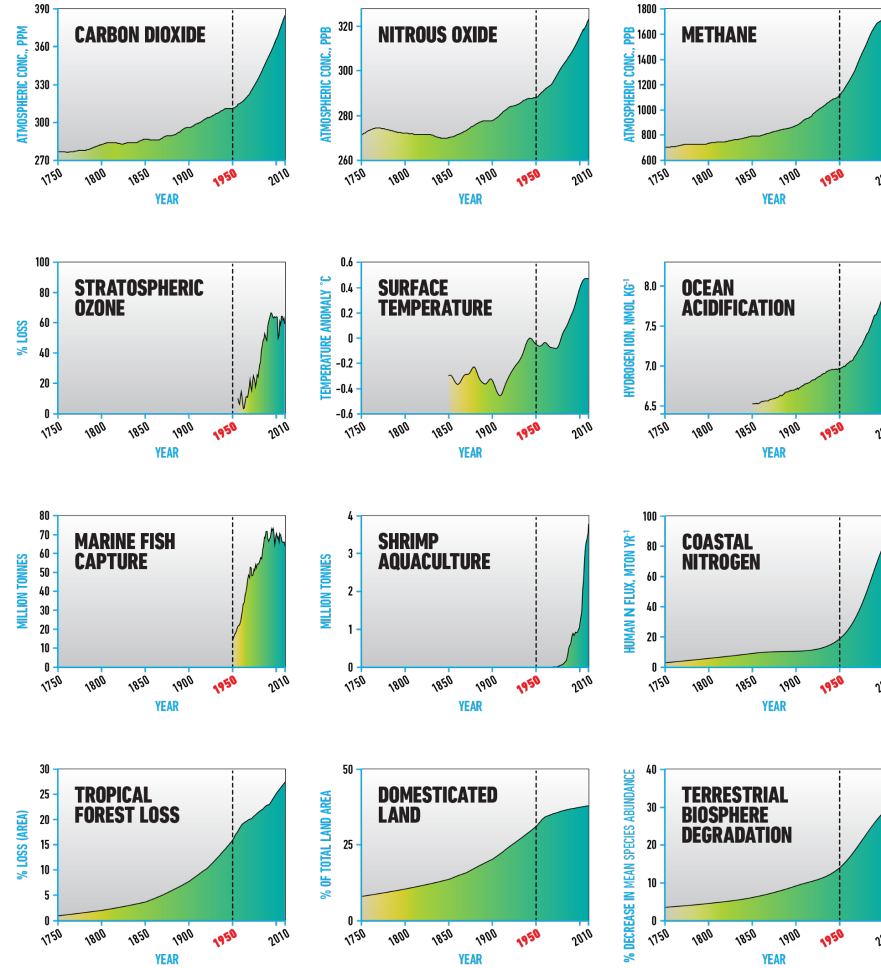 CARBON DIOXIDE
ATMOSPHERIC CONC., PPM
390
360
330
300
270
1750 1800 1850 1900 1950 2010
YEAR
NITROUS OXIDE
ATMOSPHERIC CONC., PPB
320
300
280
260
1750 1800 1850 1900 1950 2010
YEAR
METHANE
ATMOSPHERIC CONC., PPB
1800
1600
1400
1200
1000
800
600
1750 1800 1850 1900 1950
YEAR
STRATOSPHERIC
OZONE
% LOSS
100
80
60
40
20
0
1750 1800 1850 1900 1950 2010
YEAR
SURFACE
TEMPERATURE
TEMPERATURE ANOMALY °C
0.6
0.4
0.2
0
-0.2
-0.4
-0.6
1750 1800 1850 1900 1950 2010
YEAR
OCEAN
ACIDIFICATION
HYDROGEN ION, NMOL KG-1
8.0
7.5
7.0
6.5
1750 1800 1850 1900 1950
YEAR
MARINE FISH
CAPTURE
MILLION TONNES
80
70
60
50
40
30
20
10
0
1750 1800 1850 1900 1950 2010
YEAR
SHRIMP
AQUACULTURE
MILLION TONNES
4
3
2
1
0
1750 1800 1850 1900 1950 2010
YEAR
COASTAL
NITROGEN
HUMAN N FLUX, MTON YR-1
100
80
60
40
20
0
1750 1800 1850 1900 1950
YEAR
TROPICAL
FOREST LOSS
% LOSS (AREA)
30
25
20
15
10
5
0
1750 1800 1850 1900 1950 2010
YEAR
DOMESTICATED
LAND
% OF TOTAL LAND AREA
50
25
0
1750 1800 1850 1900 1950 2010
YEAR
TERRESTRIAL
BIOSPHERE
DEGRADATION
% DECREASE IN MEAN SPECIES ABUNDANCE
40
30
20
10
0
1750 1800 1850 1900 1950
YEAR